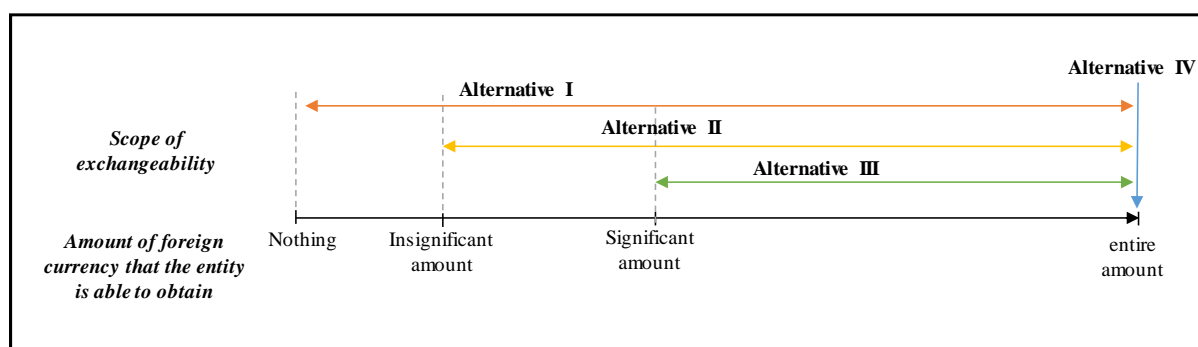 Alternative IV
Alternative I
Alternative II
Alternative III
Scope of
exchangeability
Nothing
Insignificant
amount
Significant
amount
entire
amount
Amount of foreign
currency that the entity
is able to obtain